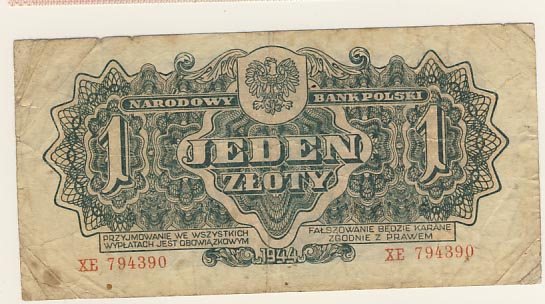 NARODOWY BANK POLSKI
1 JEDEN 1
ZŁOTY
PRZYJMOWANIE WE WSZYSTKICH
WYPŁATACH JEST OBOWIĄZKOWYM
FAŁSZOWANIE BĘDZIE KARANE
ZGODNIE Z PRAWEM
1944
XE 794390
XE 794390